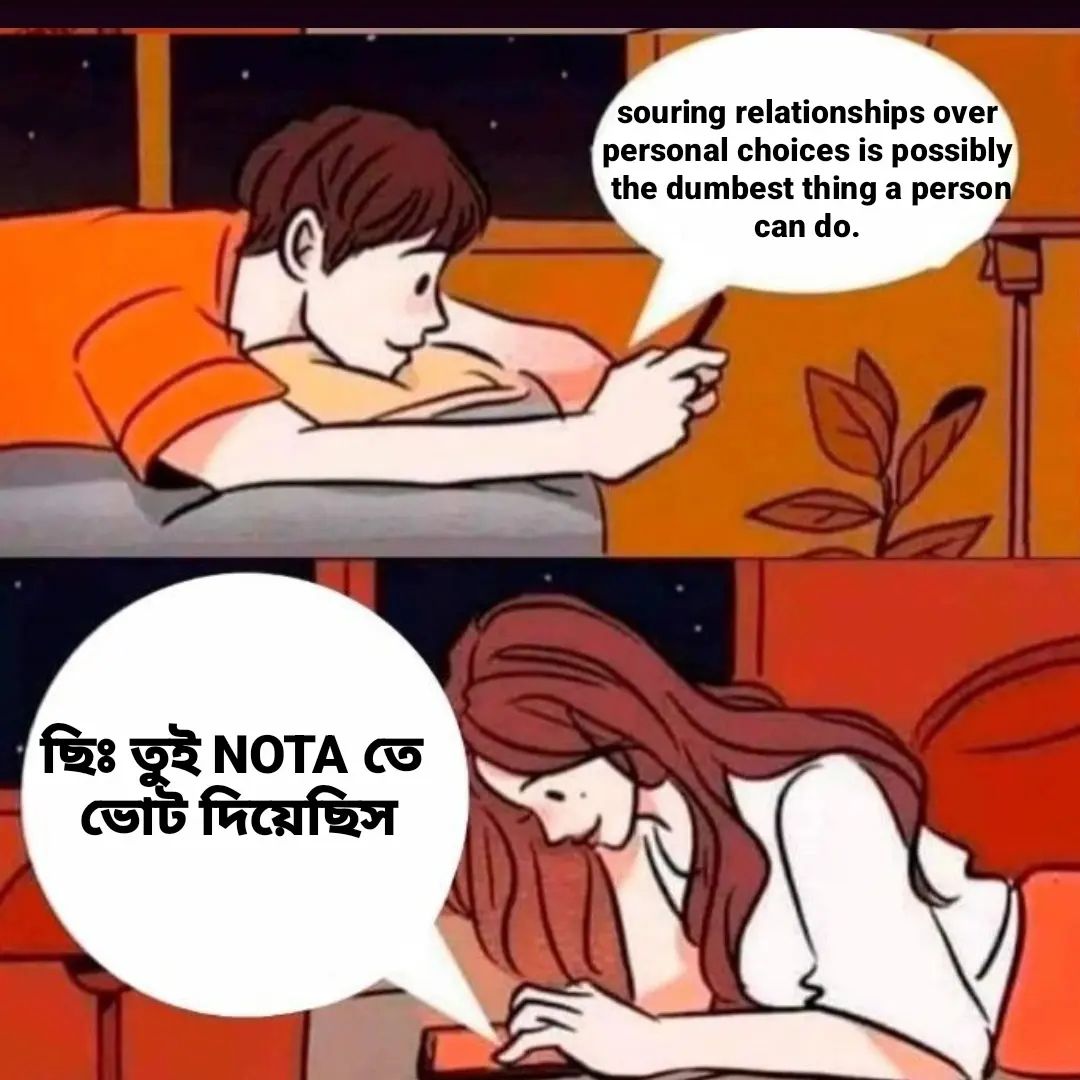 souring relationships over
personal choices is possibly
the dumbest thing a person
can do.
ছিঃ তুই NOTA তে
ভোট দিয়েছিস